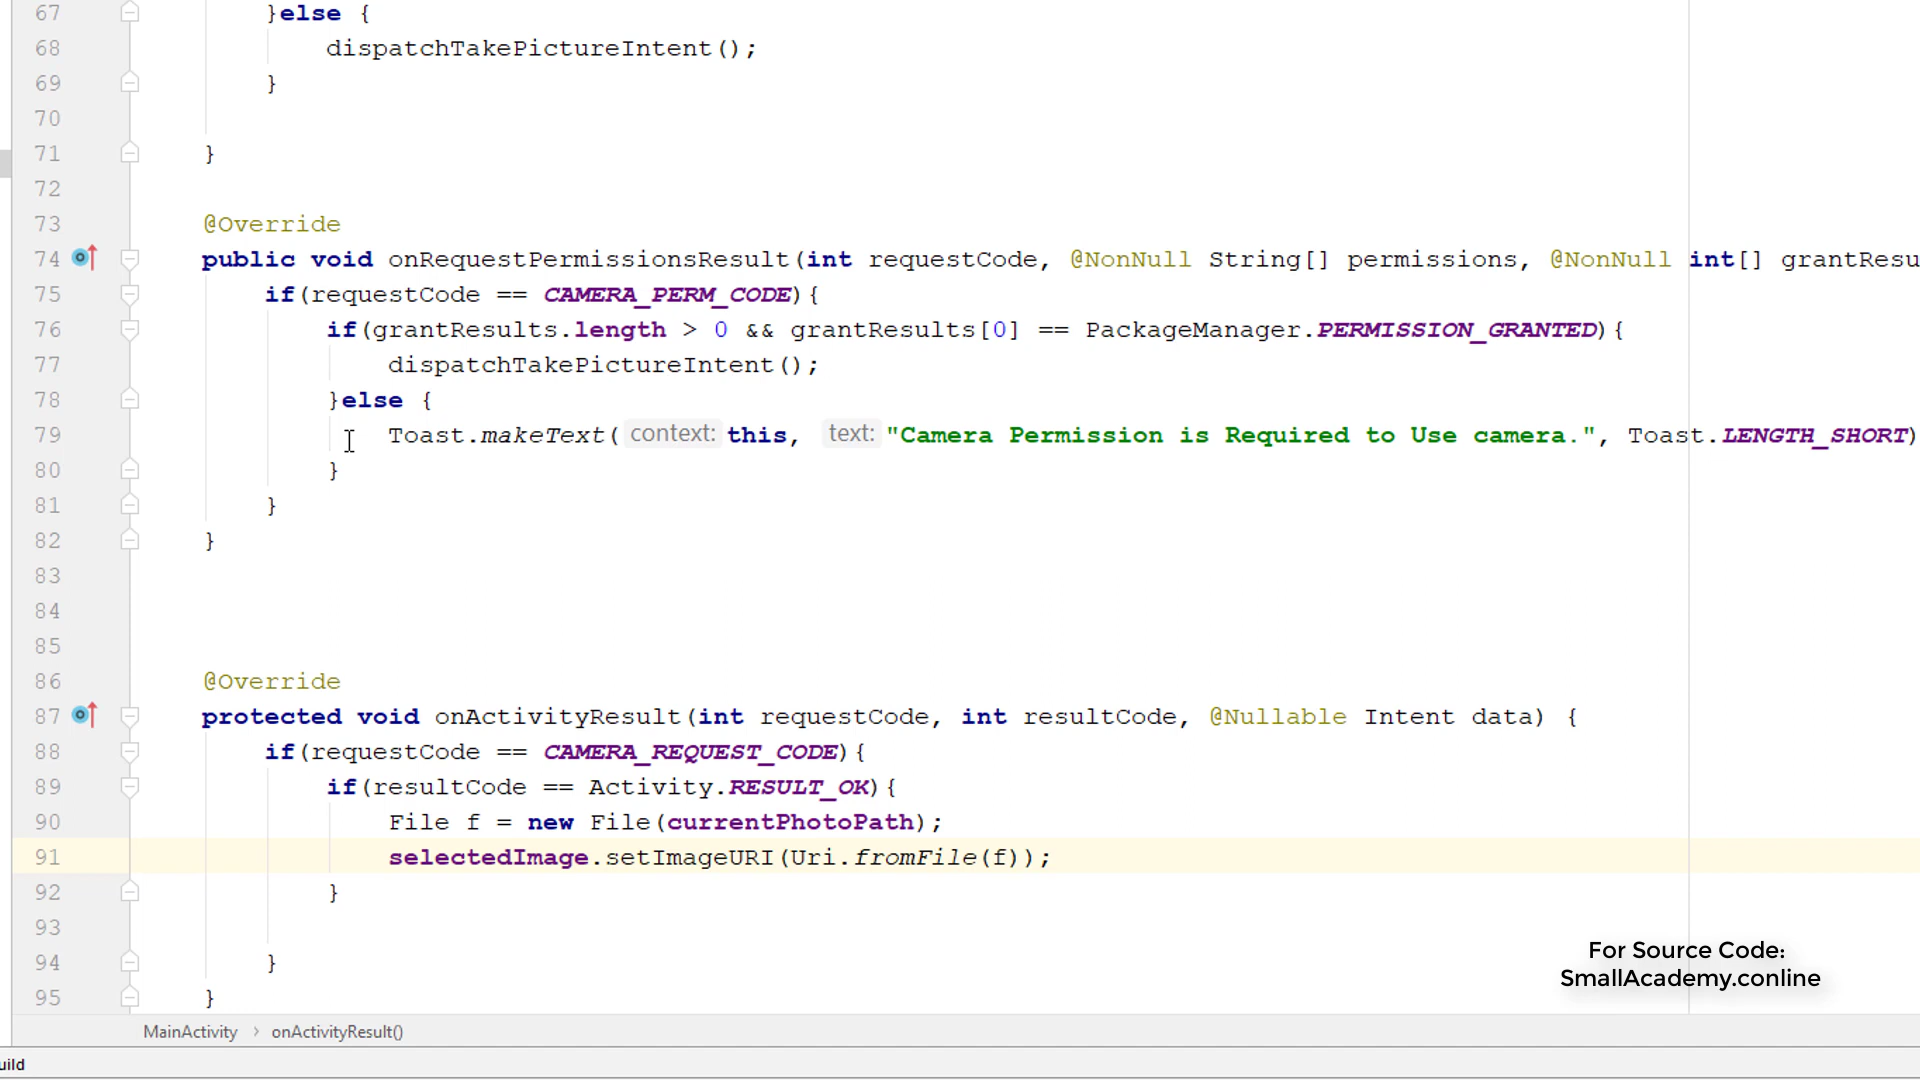 67 }else {
68 dispatchTakePictureIntent();
69 }
70
71 }
72
73 @Override
74 public void onRequestPermissionsResult(int requestCode, @NonNull String[] permissions, @NonNull int[] grantResu
75 if(requestCode == CAMERA_PERM_CODE){
76 if(grantResults.length > 0 && grantResults[0] == PackageManager.PERMISSION_GRANTED){
77 dispatchTakePictureIntent();
78 }else {
79 Toast.makeText( context: this, text: "Camera Permission is Required to Use camera.", Toast.LENGTH_SHORT)
80 }
81 }
82 }
83
84
85
86 @Override
87 protected void onActivityResult(int requestCode, int resultCode, @Nullable Intent data) {
88 if(requestCode == CAMERA_REQUEST_CODE){
89 if(resultCode == Activity.RESULT_OK){
90 File f = new File(currentPhotoPath);
91 selectedImage.setImageURI(Uri.fromFile(f));
92 }
93
94 }
95 }
For Source Code:
SmallAcademy.conline
MainActivity › onActivityResult()
uild